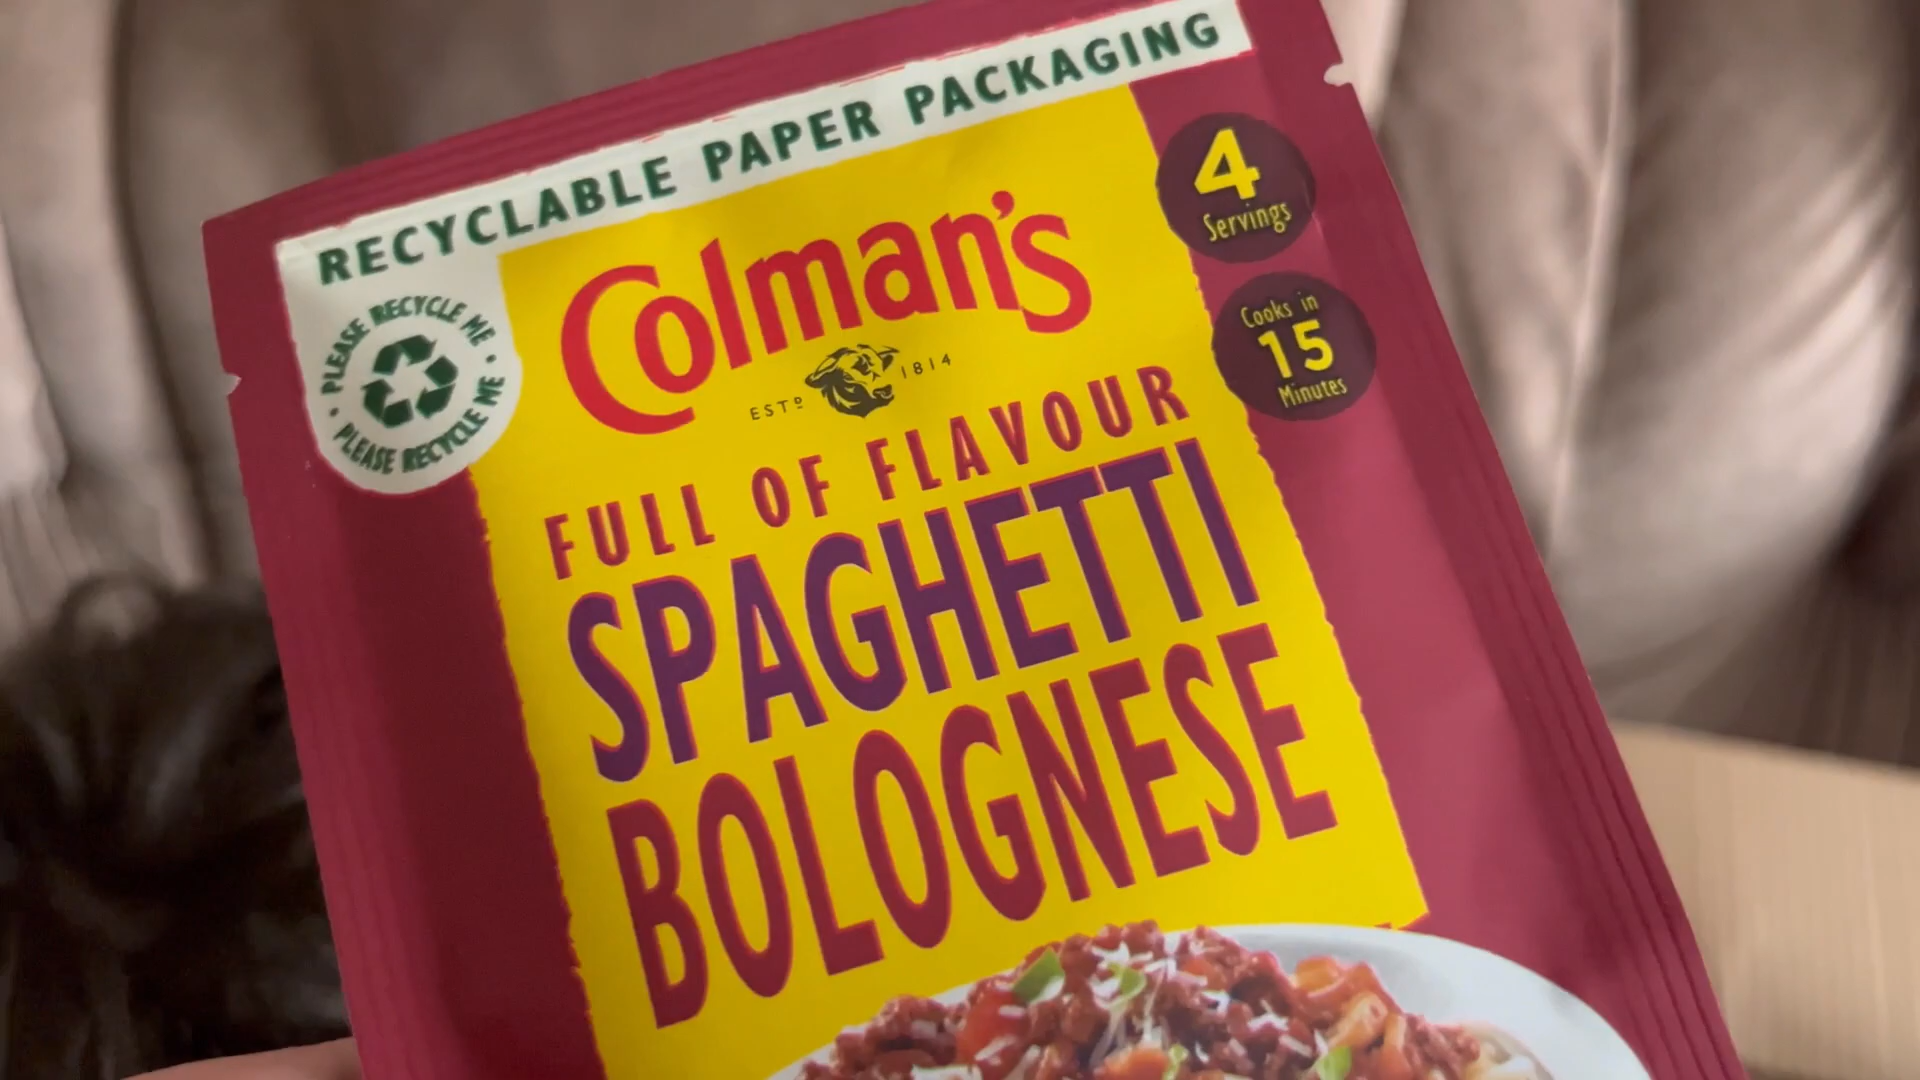 RECYCLABLE PAPER PACKAGING
• PLEASE RECYCLE ME • PLEASE RECYCLE ME
Colman's
ESTD 1814
FULL OF FLAVOUR
SPAGHETTI
BOLOGNESE
4
Servings
Cooks in
15
Minutes